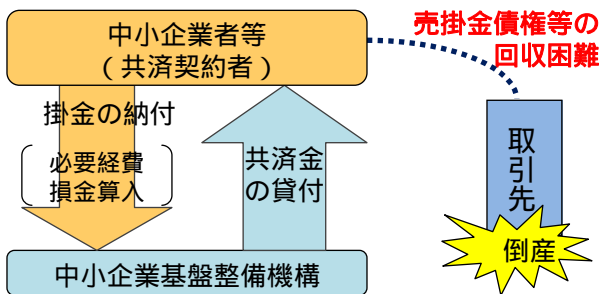 中小企業者等
（共済契約者）
売掛金債権等の
回収困難
掛金の納付
必要経費
損金算入
共済金
の貸付
取引先
倒産
中小企業基盤整備機構